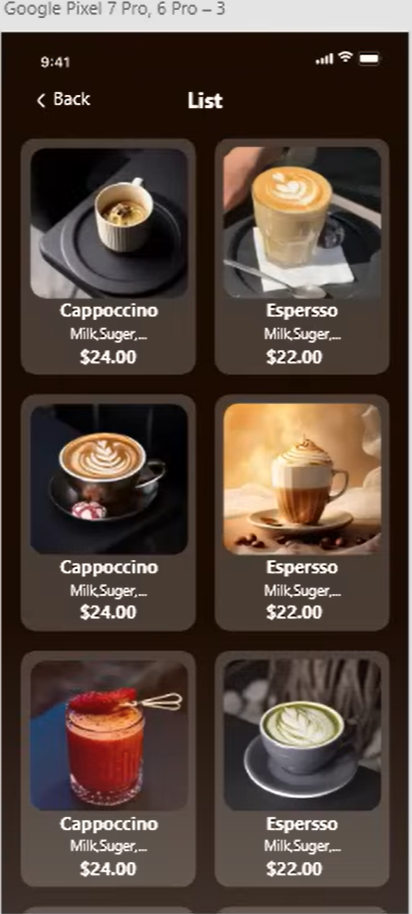 Google Pixel 7 Pro, 6 Pro – 3
9:41
Back
List
Cappoccino
Milk,Suger,...
$24.00
Espersso
Milk,Suger,...
$22.00
Cappoccino
Milk,Suger,...
$24.00
Espersso
Milk,Suger,...
$22.00
Cappoccino
Milk,Suger,...
$24.00
Espersso
Milk,Suger,...
$22.00